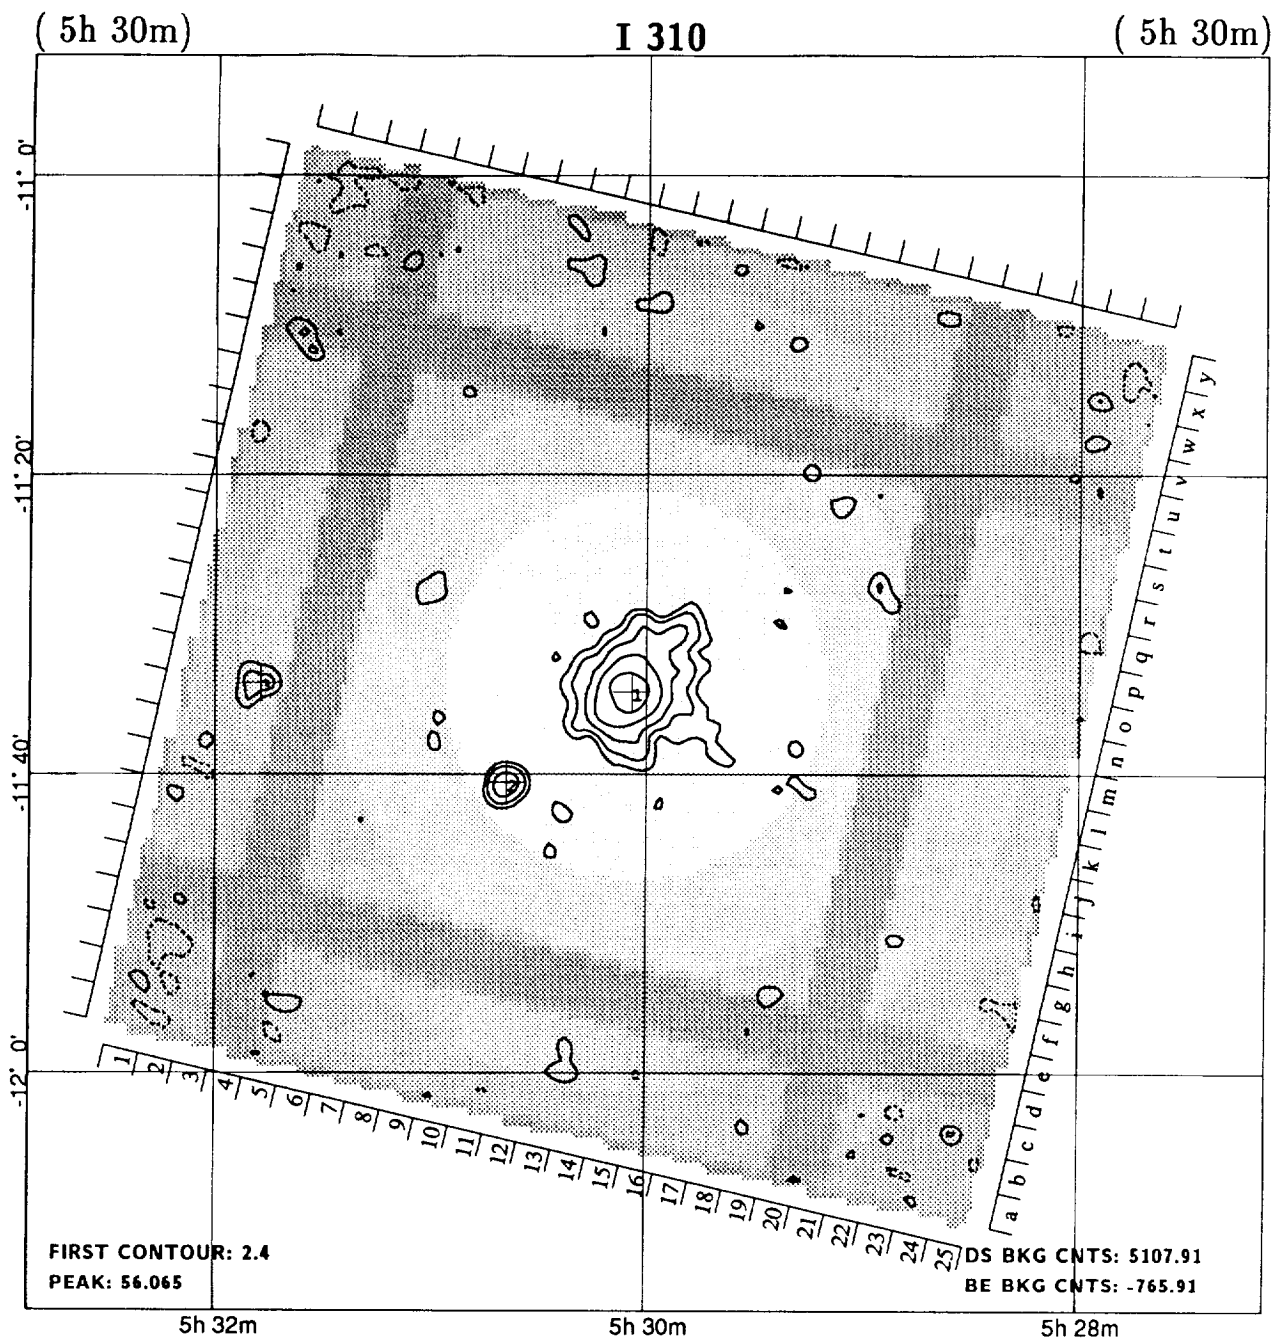 ( 5h 30m)
I 310
( 5h 30m)
-11° 0'
-11° 20'
-11° 40'
-12° 0'
1
2
1 2 3 4 5 6 7 8 9 10 11 12 13 14 15 16 17 18 19 20 21 22 23 24 25
a b c d e f g h i j k l m n o p q r s t u v w x y
FIRST CONTOUR: 2.4
PEAK: 56.065
DS BKG CNTS: 5107.91
BE BKG CNTS: -765.91
5h 32m
5h 30m
5h 28m